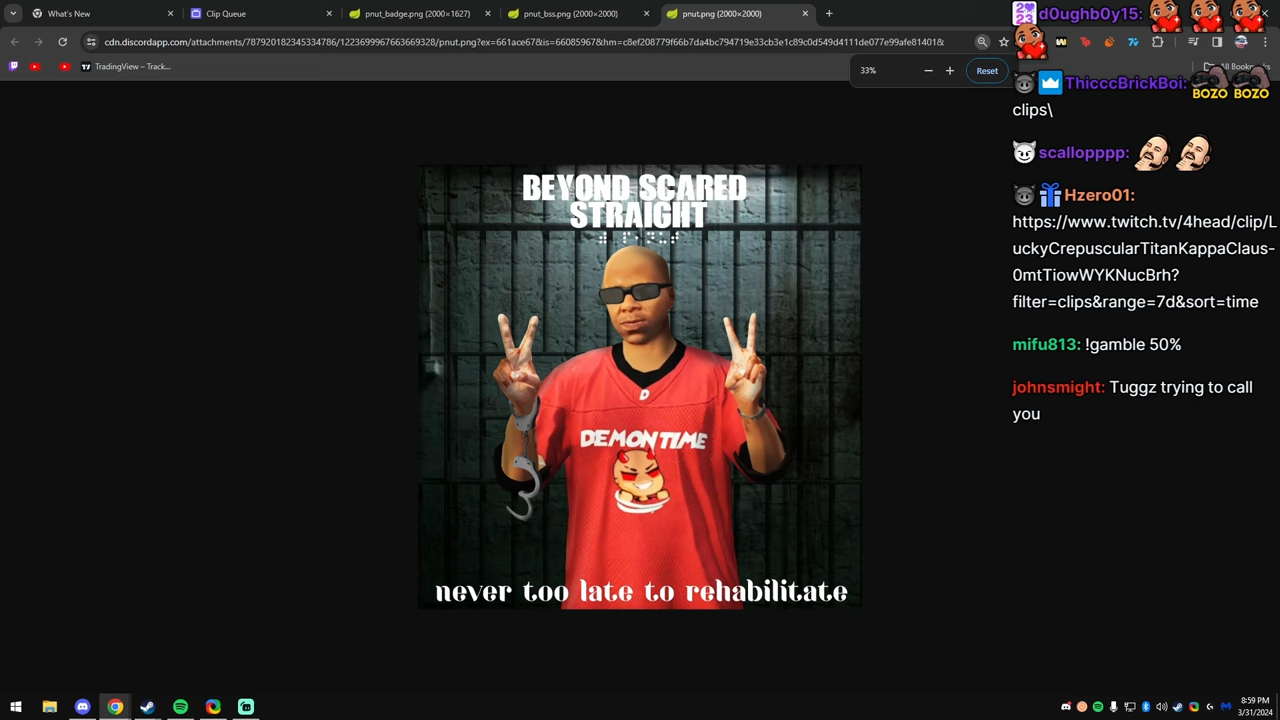 What's New
Clip Queue
pnut_badge.png (2000×1627)
pnut_bss.png (2000×2000)
pnut.png (2000×2000)
cdn.discordapp.com/attachments/787920182345334786/1223699967663669328/pnut.png?ex=661ace67&is=66085967&hm=c8ef208779f66b7da4bc794719e33cb3e1c89c0d549d4111de077e99afe81401&
TradingView – Track...
All Bookmarks
33%
Reset
BEYOND SCARED
STRAIGHT
D
DEMON TIME
never too late to rehabilitate
d0ughb0y15:
ThicccBrickBoi: BOZO BOZO
clips\
scallopppp:
Hzero01:
https://www.twitch.tv/4head/clip/L
uckyCrepuscularTitanKappaClaus-
0mtTiowWYKNucBrh?
filter=clips&range=7d&sort=time
mifu813: !gamble 50%
johnsmight: Tuggz trying to call
you
8:59 PM
3/31/2024